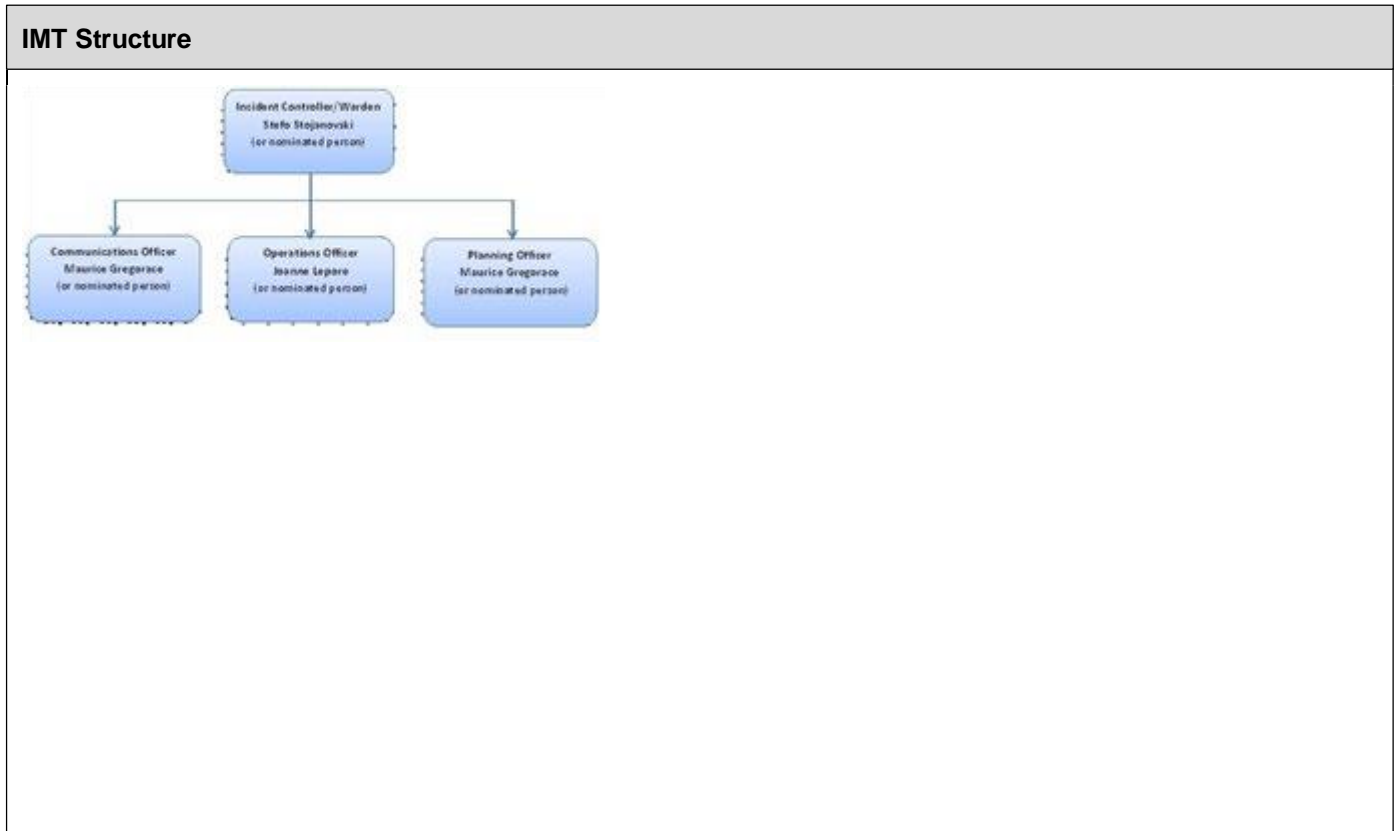 IMT Structure
Incident Controller/Warden
Stefo Stojanovski
(or nominated person)
Communications Officer
Maurice Gregorace
(or nominated person)
Operations Officer
Joanne Lepore
(or nominated person)
Planning Officer
Maurice Gregorace
(or nominated person)